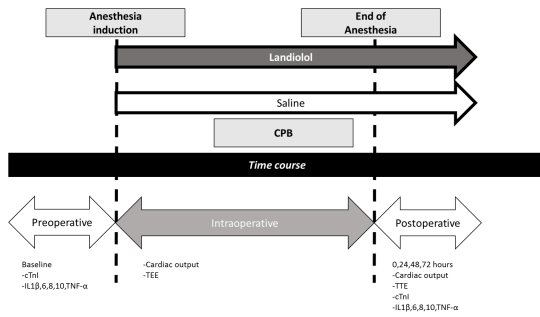 Anesthesia
induction
End of
Anesthesia
Landiolol
Saline
CPB
Time course
Preoperative
Intraoperative
Postoperative
Baseline
-cTnI
-IL1β,6,8,10,TNF-α
-Cardiac output
-TEE
0,24,48,72 hours
-Cardiac output
-TTE
-cTnI
-IL1β,6,8,10,TNF-α